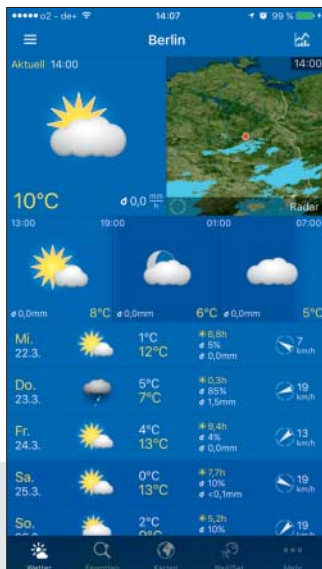 o2 - de+ 14:07 99 %
Berlin
Aktuell 14:00
14:00
10°C 0,0 mm/h
Radar
13:00 19:00 01:00 07:00
0,0mm 8°C 0,0mm 6°C 0,0mm 5°C
Mi. 22.3. 1°C 12°C 6,6h 5% 0,0mm 7 km/h
Do. 23.3. 5°C 7°C 0,3h 85% 1,5mm 19 km/h
Fr. 24.3. 4°C 13°C 9,4h 4% 0,0mm 13 km/h
Sa. 25.3. 0°C 13°C 7,7h 10% <0,1mm 19 km/h
So. 2°C 5,2h 10% 19 km/h
Wetter Favoriten Karten Mehr